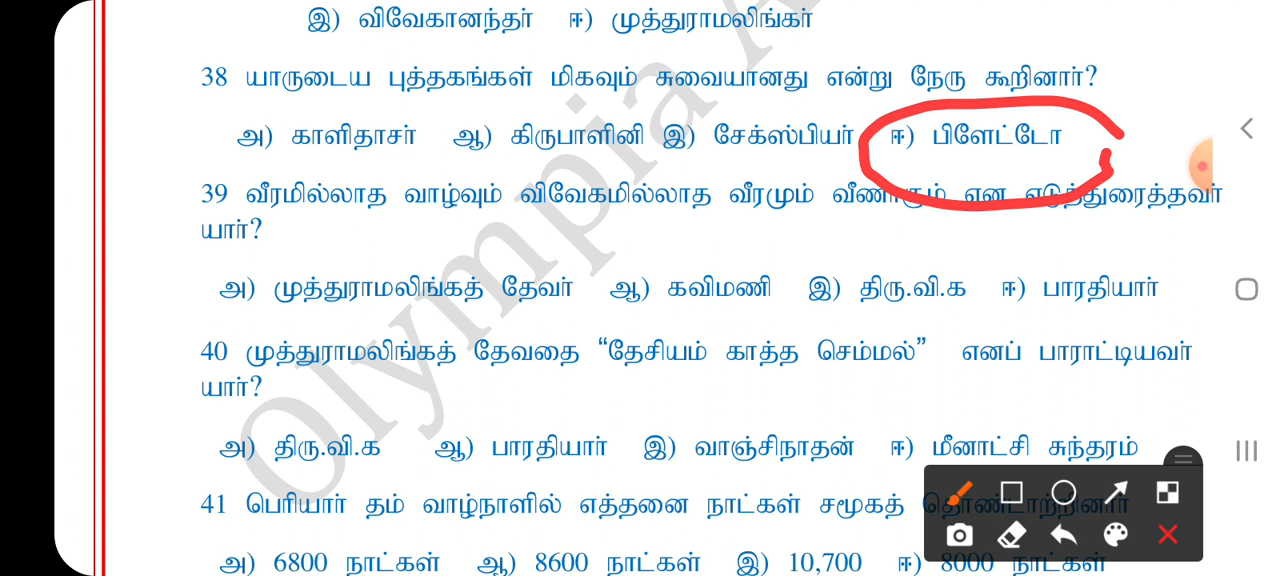 இ) விவேகானந்தர் ஈ) முத்துராமலிங்கர்
38 யாருடைய புத்தகங்கள் மிகவும் சுவையானது என்று நேரு கூறினார்?
அ) காளிதாசர் ஆ) கிருபாளினி இ) சேக்ஸ்பியர் ஈ) பிளேட்டோ
39 வீரமில்லாத வாழ்வும் விவேகமில்லாத வீரமும் வீணாகும் என எடுத்துரைத்தவர்
யார்?
அ) முத்துராமலிங்கத் தேவர் ஆ) கவிமணி இ) திரு.வி.க ஈ) பாரதியார்
40 முத்துராமலிங்கத் தேவதை “தேசியம் காத்த செம்மல்” எனப் பாராட்டியவர்
யார்?
அ) திரு.வி.க ஆ) பாரதியார் இ) வாஞ்சிநாதன் ஈ) மீனாட்சி சுந்தரம்
41 பெரியார் தம் வாழ்நாளில் எத்தனை நாட்கள் சமூகத் தொண்டாற்றினார்
அ) 6800 நாட்கள் ஆ) 8600 நாட்கள் இ) 10,700 ஈ) 8000 நாட்கள்
Olympia A